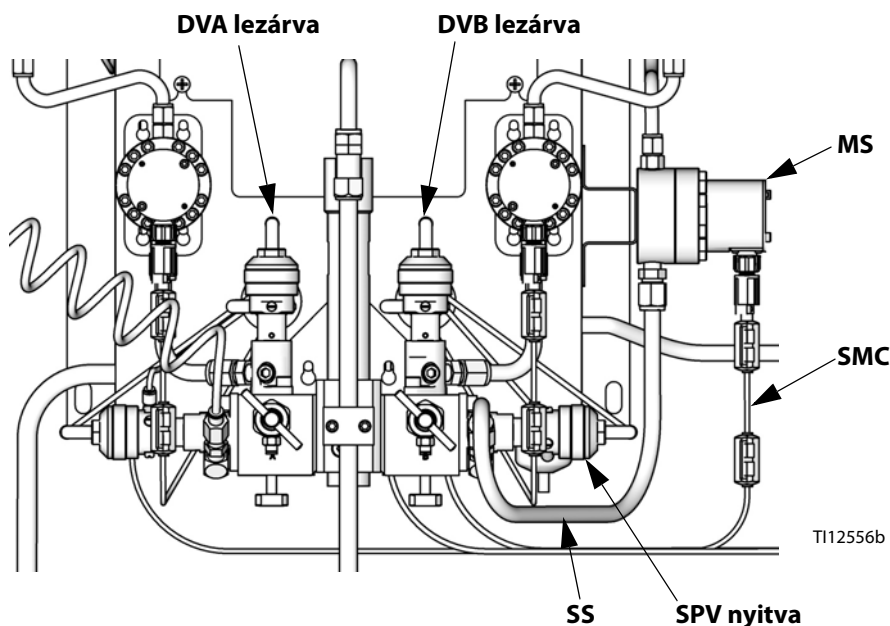 DVA lezárva
DVB lezárva
MS
SMC
TI12556b
SS
SPV nyitva